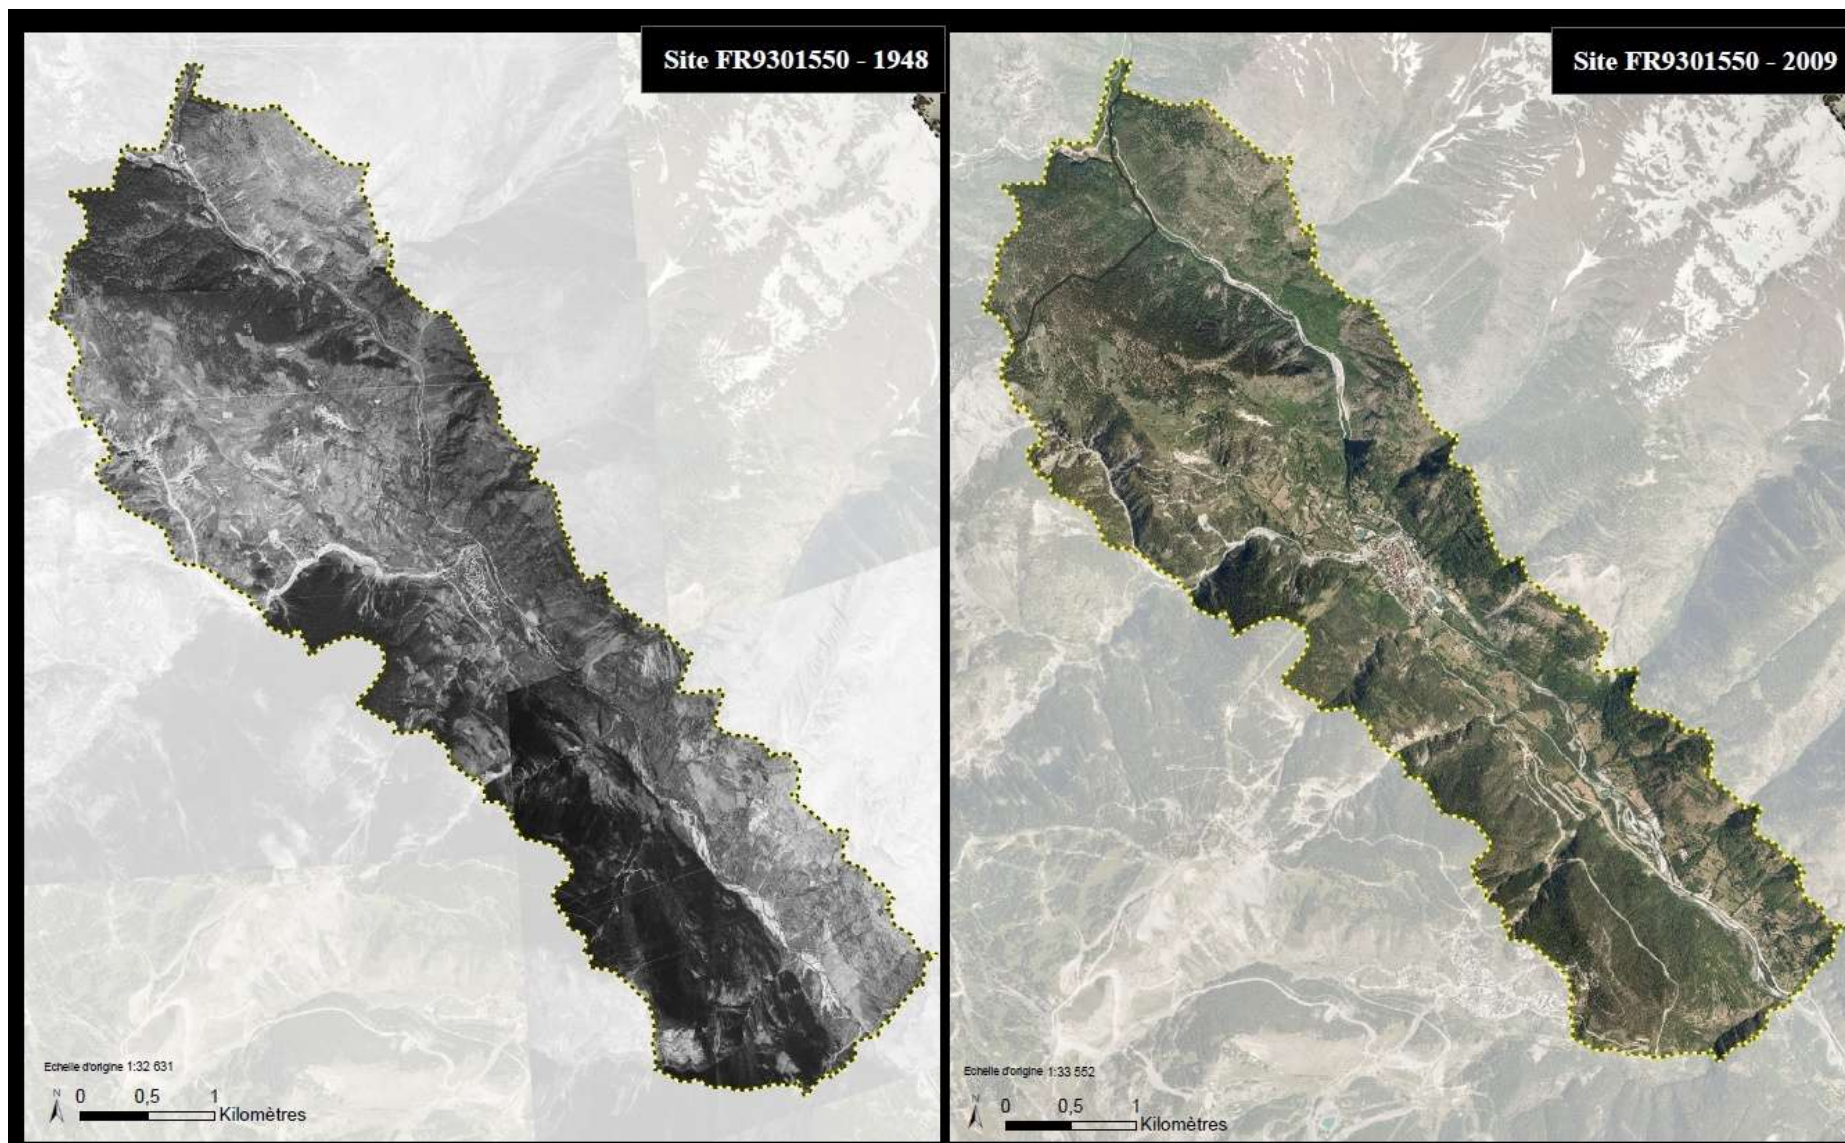 Site FR9301550 - 1948
Echelle d'origine 1:32 631
N
0 0,5 1
Kilomètres
Site FR9301550 - 2009
Echelle d'origine 1:33 552
N
0 0,5 1
Kilomètres